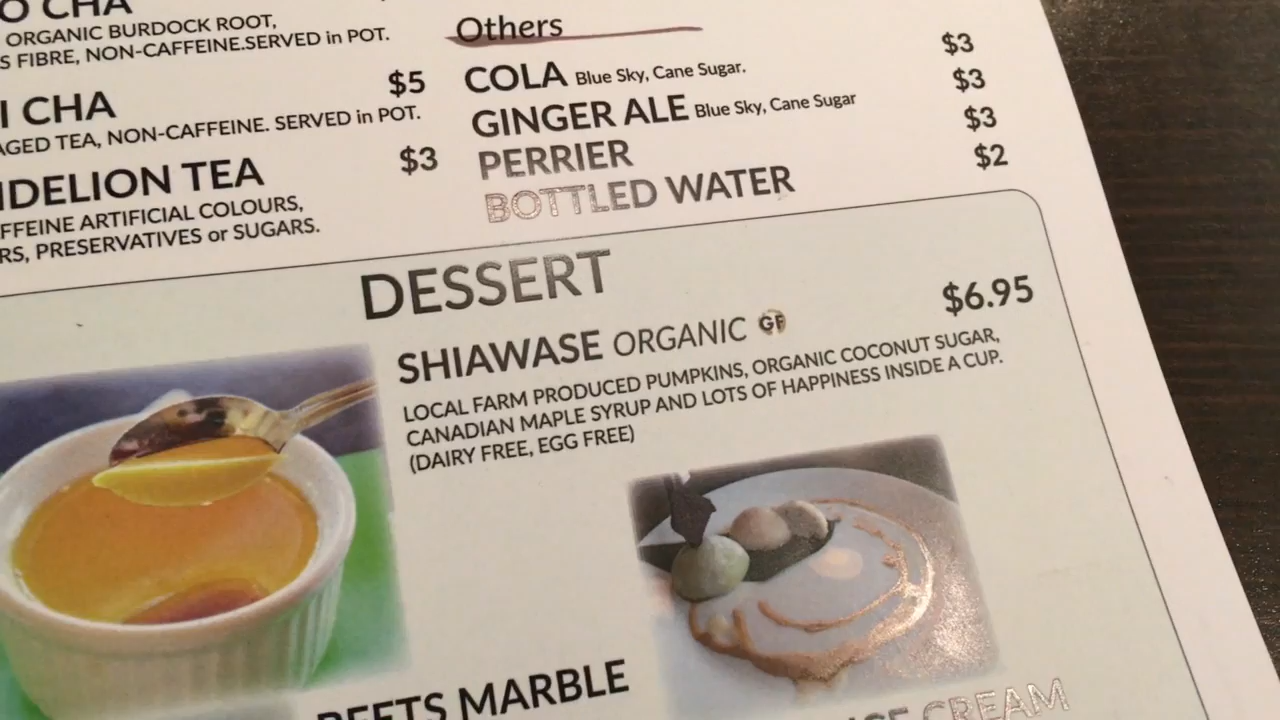 O CHA
ORGANIC BURDOCK ROOT,
S FIBRE, NON-CAFFEINE.SERVED in POT.
I CHA $5
AGED TEA, NON-CAFFEINE. SERVED in POT.
DELION TEA $3
FFEINE ARTIFICIAL COLOURS,
RS, PRESERVATIVES or SUGARS.
Others
COLA Blue Sky, Cane Sugar. $3
GINGER ALE Blue Sky, Cane Sugar $3
PERRIER $3
BOTTLED WATER $2
DESSERT
SHIAWASE ORGANIC GF $6.95
LOCAL FARM PRODUCED PUMPKINS, ORGANIC COCONUT SUGAR,
CANADIAN MAPLE SYRUP AND LOTS OF HAPPINESS INSIDE A CUP.
(DAIRY FREE, EGG FREE)
BEETS MARBLE
ICE CREAM